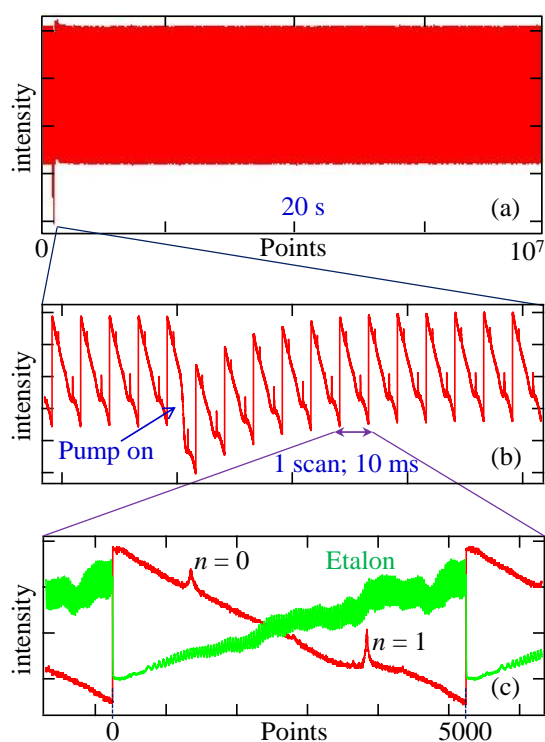 intensity
20 s
(a)
0
Points
10⁷
intensity
Pump on
1 scan; 10 ms
(b)
intensity
n = 0
Etalon
n = 1
(c)
0
Points
5000